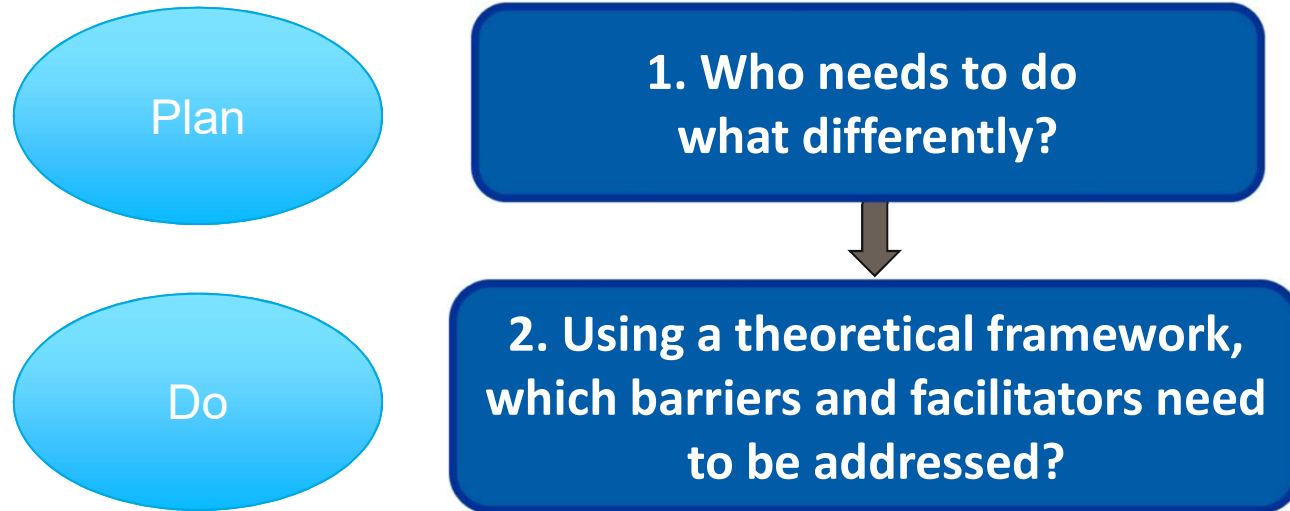 Plan
1. Who needs to do
what differently?
Do
2. Using a theoretical framework,
which barriers and facilitators need
to be addressed?